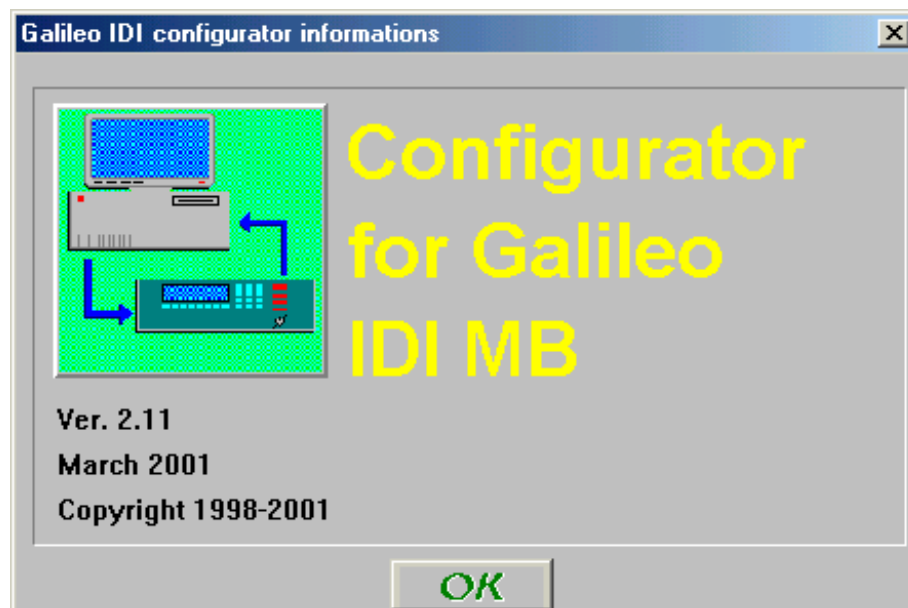 Galileo IDI configurator informations
Configurator
for Galileo
IDI MB
Ver. 2.11
March 2001
Copyright 1998-2001
OK